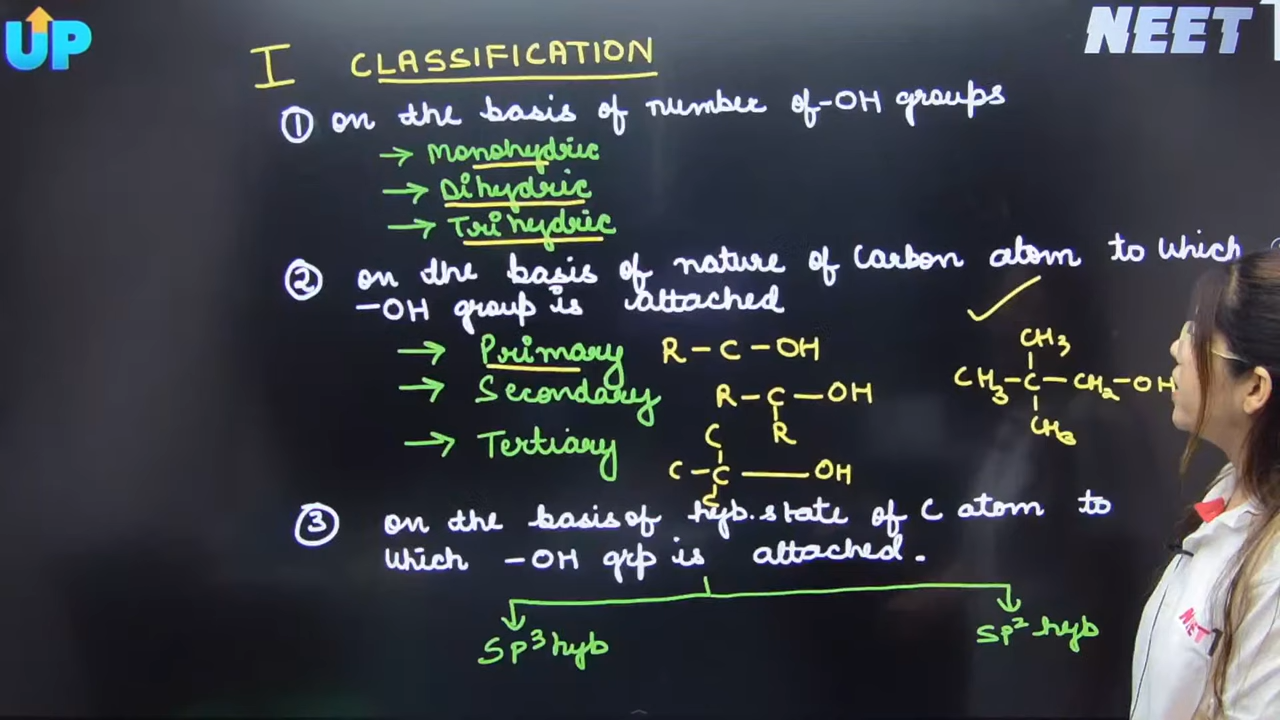 UP
NEET
I CLASSIFICATION
① on the basis of number of -OH groups
→ Monohydric
→ Dihydric
→ Trihydric
② on the basis of nature of Carbon atom to which
-OH group is attached
→ Primary R-C-OH
→ Secondary R-C-OH
R
→ Tertiary
C
C-C-OH
C
CH3
CH3-C-CH2-OH
CH3
③ on the basis of hyb. state of C atom to
which -OH grp is attached.
Sp³ hyb
Sp² hyb
NEET